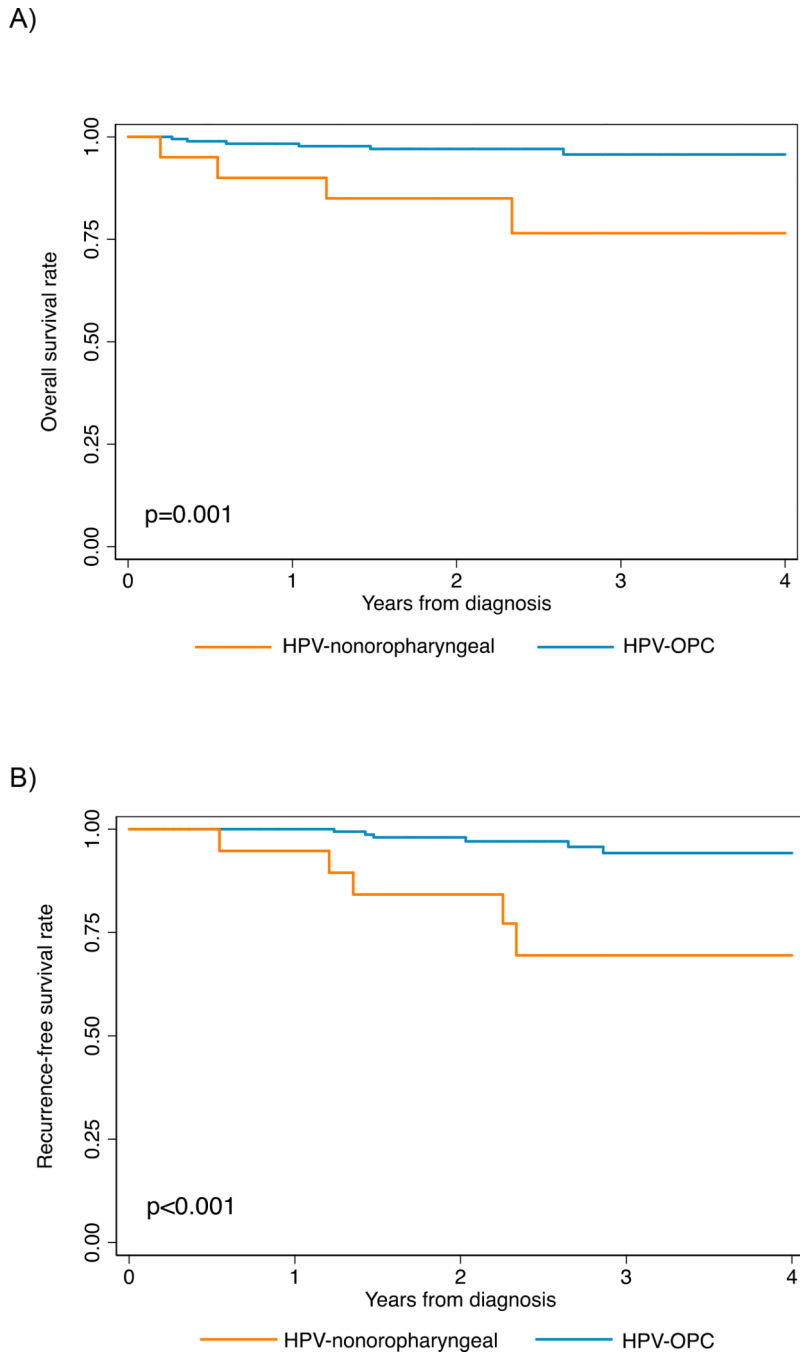 A)
Overall survival rate
1.00
0.75
0.50
0.25
0.00
p=0.001
0 1 2 3 4
Years from diagnosis
HPV-nonoropharyngeal HPV-OPC
B)
Recurrence-free survival rate
1.00
0.75
0.50
0.25
0.00
p<0.001
0 1 2 3 4
Years from diagnosis
HPV-nonoropharyngeal HPV-OPC